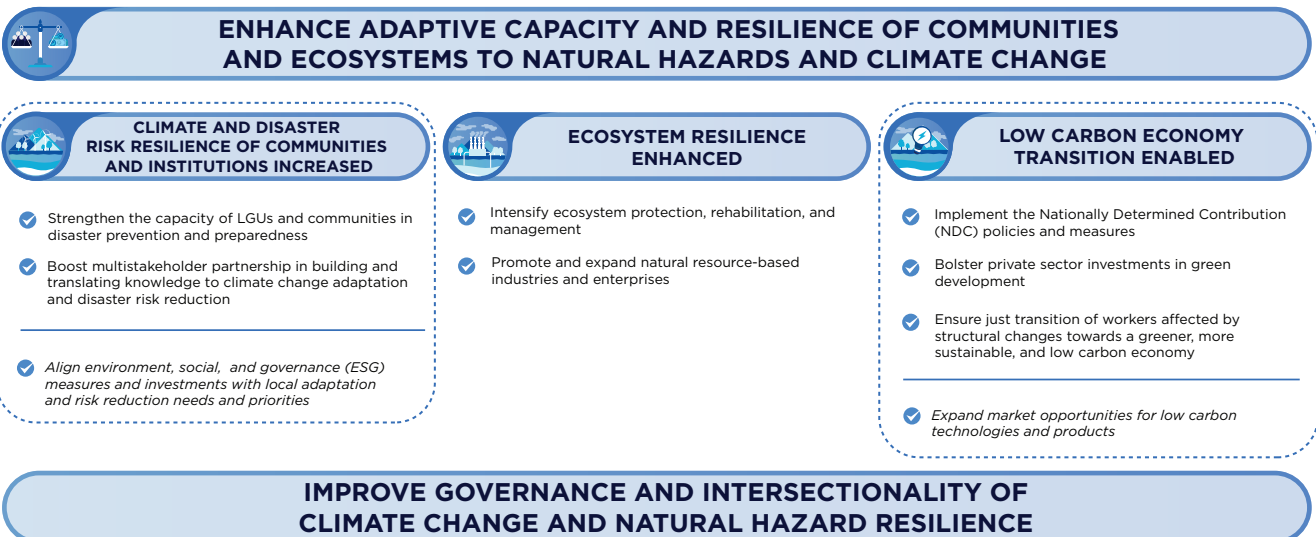 ENHANCE ADAPTIVE CAPACITY AND RESILIENCE OF COMMUNITIES
AND ECOSYSTEMS TO NATURAL HAZARDS AND CLIMATE CHANGE
CLIMATE AND DISASTER
RISK RESILIENCE OF COMMUNITIES
AND INSTITUTIONS INCREASED
Strengthen the capacity of LGUs and communities in
disaster prevention and preparedness
Boost multistakeholder partnership in building and
translating knowledge to climate change adaptation
and disaster risk reduction
Align environment, social, and governance (ESG)
measures and investments with local adaptation
and risk reduction needs and priorities
ECOSYSTEM RESILIENCE
ENHANCED
Intensify ecosystem protection, rehabilitation, and
management
Promote and expand natural resource-based
industries and enterprises
LOW CARBON ECONOMY
TRANSITION ENABLED
Implement the Nationally Determined Contribution
(NDC) policies and measures
Bolster private sector investments in green
development
Ensure just transition of workers affected by
structural changes towards a greener, more
sustainable, and low carbon economy
Expand market opportunities for low carbon
technologies and products
IMPROVE GOVERNANCE AND INTERSECTIONALITY OF
CLIMATE CHANGE AND NATURAL HAZARD RESILIENCE